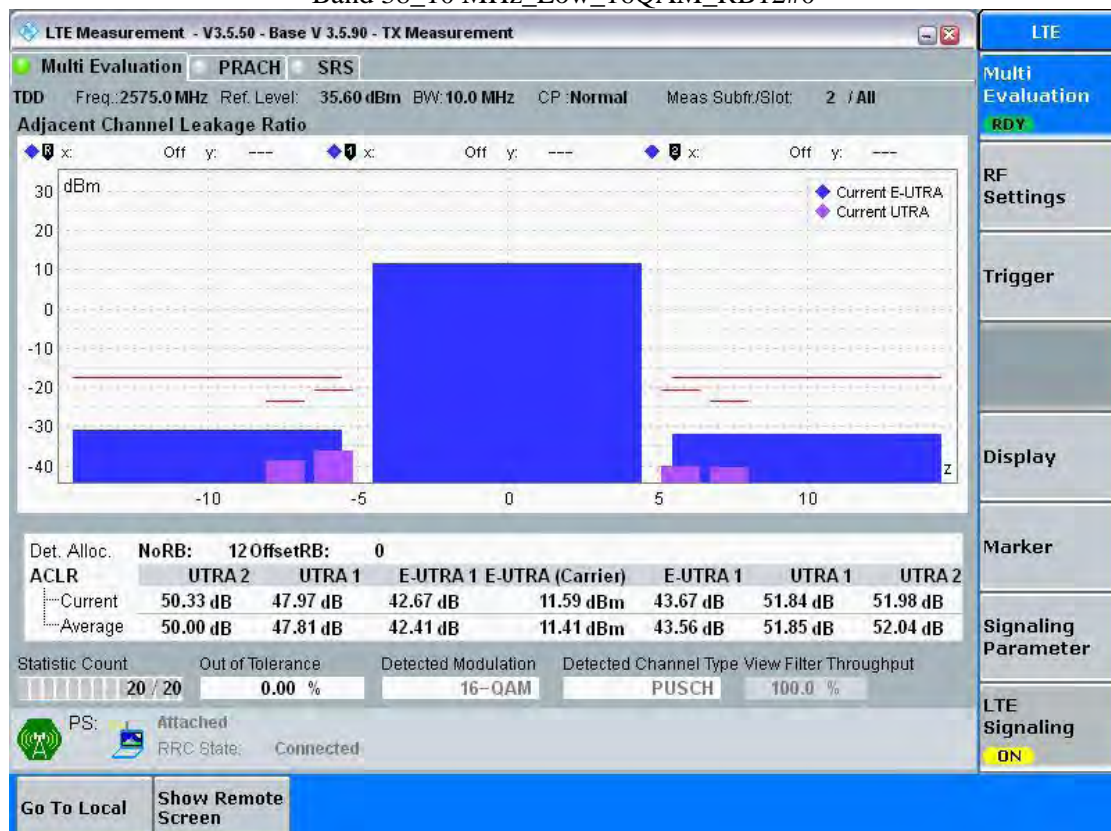 LTE Measurement - V3.5.50 - Base V 3.5.90 - TX Measurement
LTE
Multi Evaluation PRACH SRS
Multi
Evaluation
RDY
TDD Freq.:2575.0 MHz Ref. Level: 35.60 dBm BW:10.0 MHz CP :Normal Meas Subfr./Slot: 2 / All
Adjacent Channel Leakage Ratio
R x: Off y: --- 1 x: Off y: --- 2 x: Off y: ---
dBm
Current E-UTRA
Current UTRA
30
20
10
0
-10
-20
-30
-40
z
-10 -5 0 5 10
RF
Settings
Trigger
Display
Marker
Signaling
Parameter
LTE
Signaling
ON
Det. Alloc. NoRB: 12 OffsetRB: 0
ACLR UTRA 2 UTRA 1 E-UTRA 1 E-UTRA (Carrier) E-UTRA 1 UTRA 1 UTRA 2
Current 50.33 dB 47.97 dB 42.67 dB 11.59 dBm 43.67 dB 51.84 dB 51.98 dB
Average 50.00 dB 47.81 dB 42.41 dB 11.41 dBm 43.56 dB 51.85 dB 52.04 dB
Statistic Count Out of Tolerance Detected Modulation Detected Channel Type View Filter Throughput
20 / 20 0.00 % 16-QAM PUSCH 100.0 %
PS: Attached
RRC State: Connected
Go To Local
Show Remote
Screen